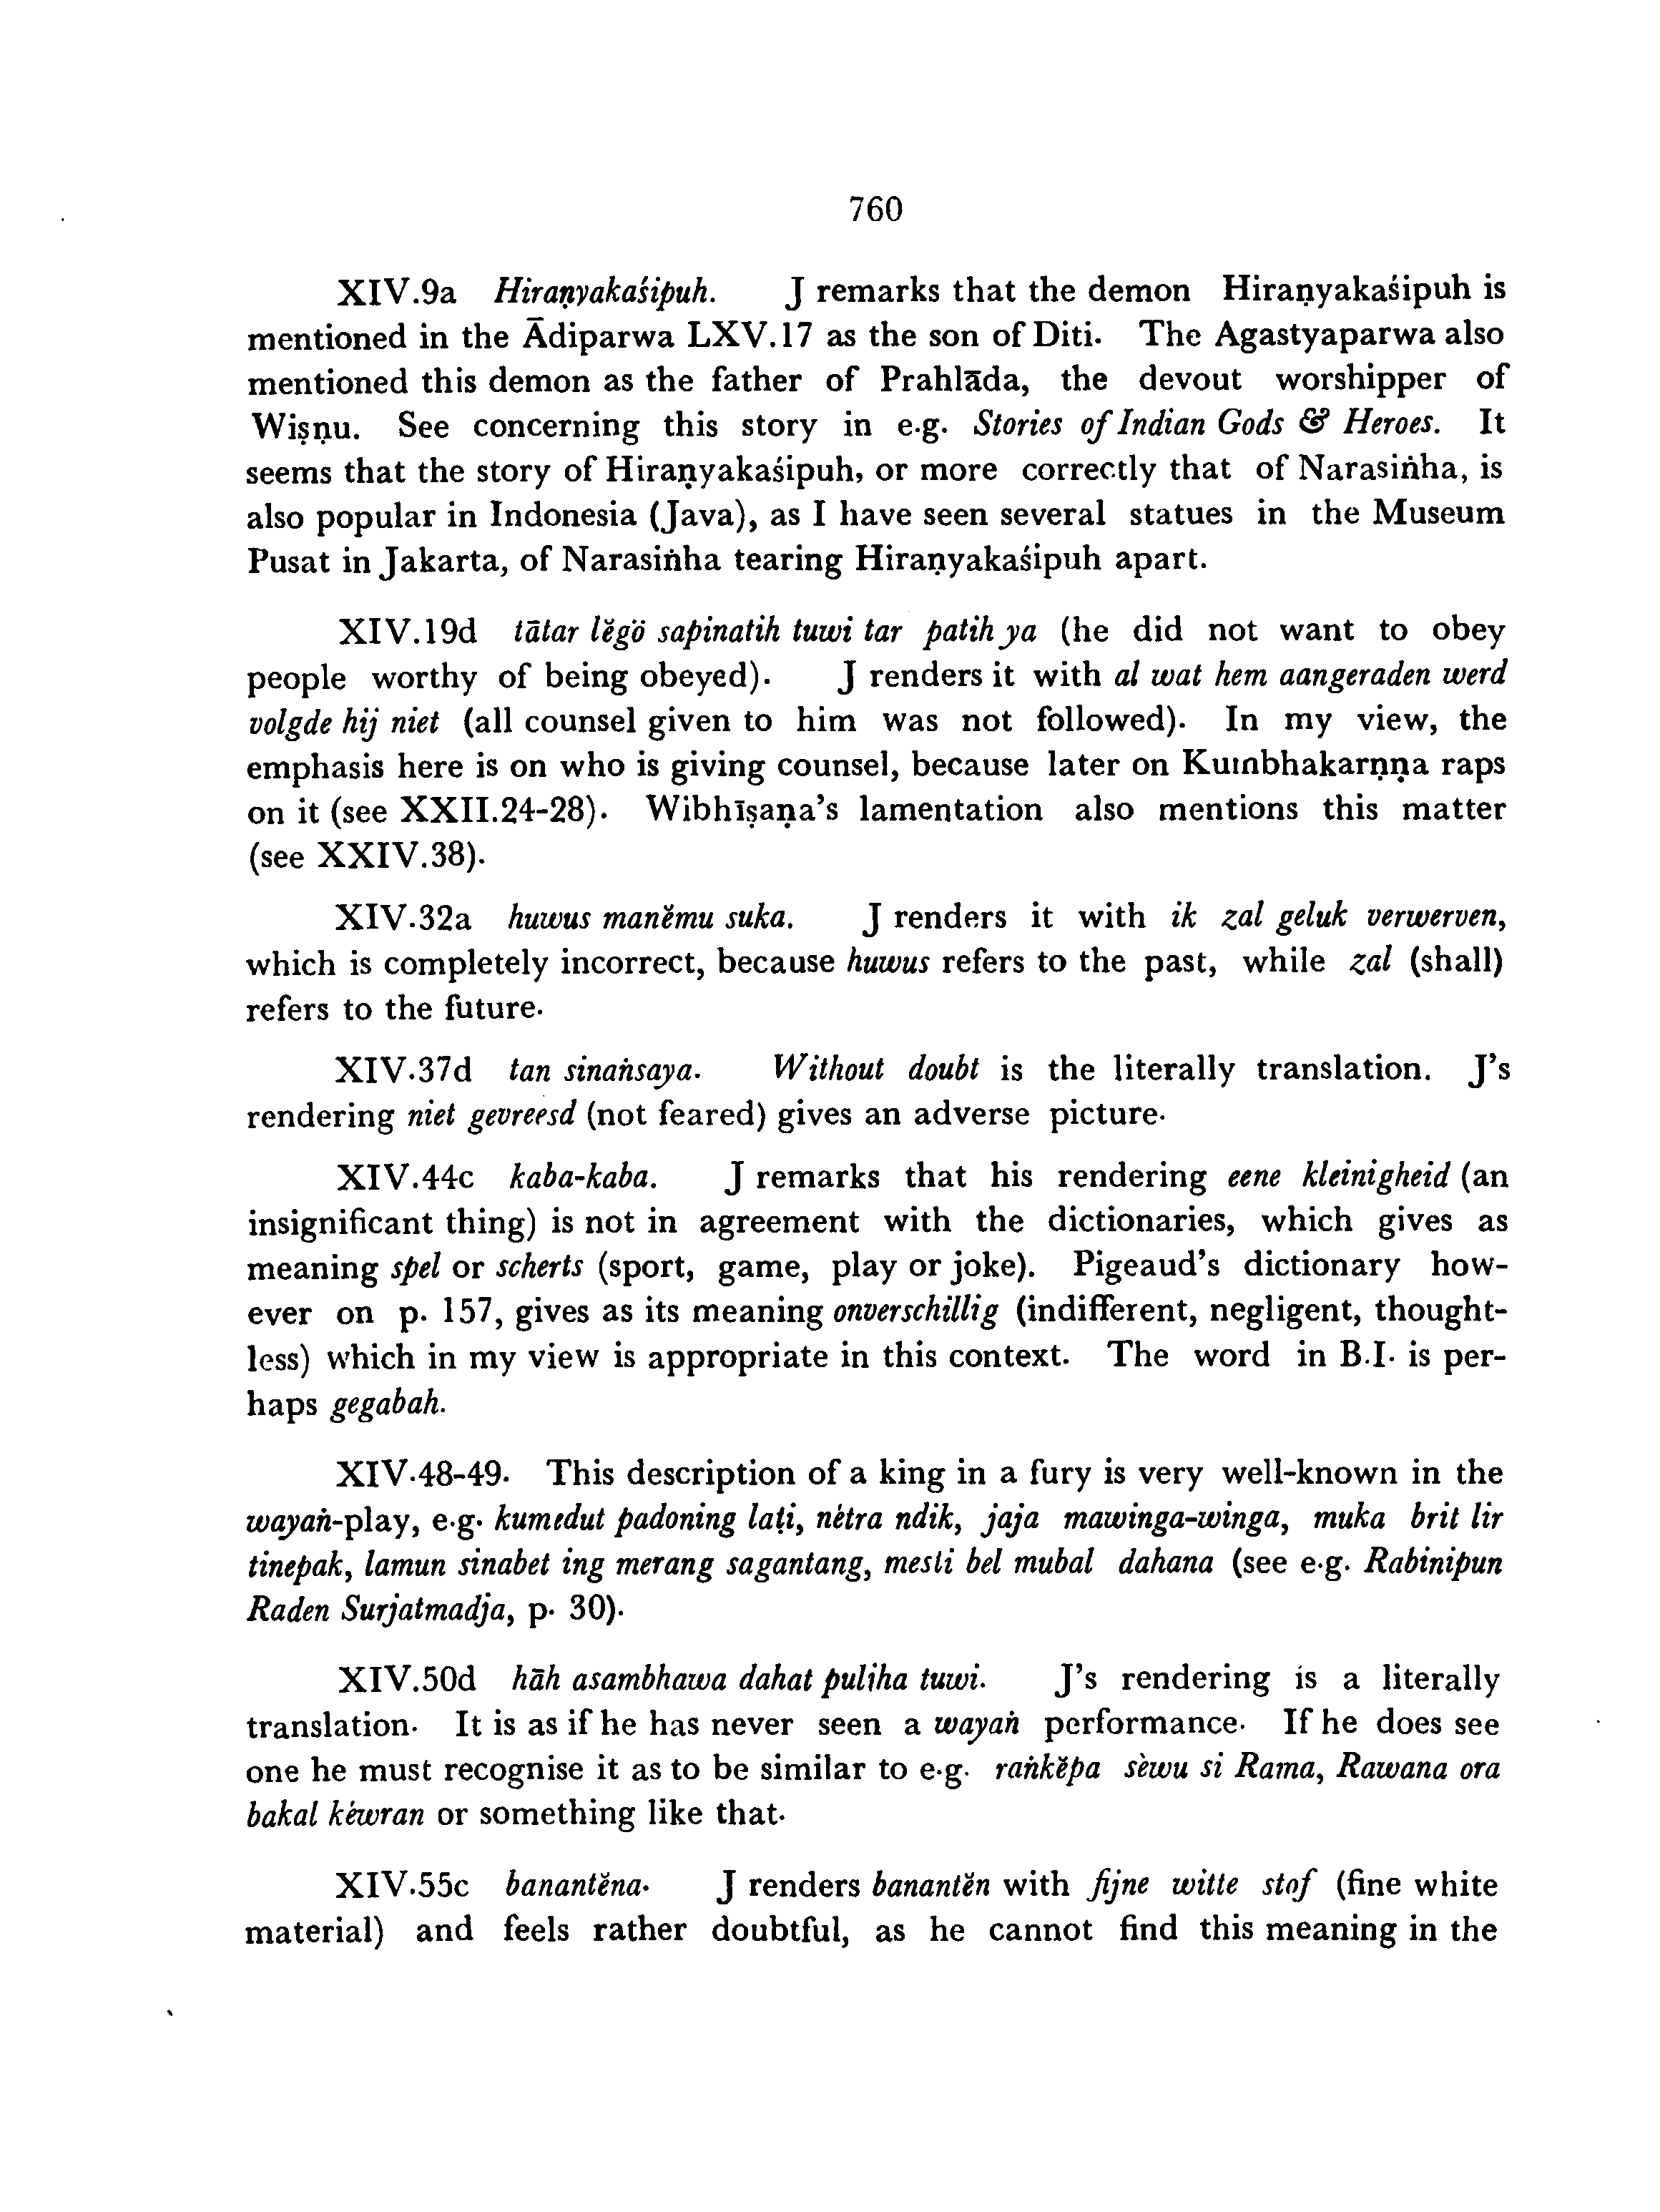 760
XIV.9a Hiraṇyakaśipuh. J remarks that the demon Hiraṇyakaśipuh is
mentioned in the Ādiparwa LXV.17 as the son of Diti. The Agastyaparwa also
mentioned this demon as the father of Prahlāda, the devout worshipper of
Wiṣṇu. See concerning this story in e.g. Stories of Indian Gods & Heroes. It
seems that the story of Hiraṇyakaśipuh, or more correctly that of Narasiṅha, is
also popular in Indonesia (Java), as I have seen several statues in the Museum
Pusat in Jakarta, of Narasiṅha tearing Hiraṇyakaśipuh apart.
XIV.19d tātar lĕgö sapinatih tuwi tar patih ya (he did not want to obey
people worthy of being obeyed). J renders it with al wat hem aangeraden werd
volgde hij niet (all counsel given to him was not followed). In my view, the
emphasis here is on who is giving counsel, because later on Kumbhakarṇṇa raps
on it (see XXII.24-28). Wibhīṣaṇa's lamentation also mentions this matter
(see XXIV.38).
XIV.32a huwus manĕmu suka. J renders it with ik zal geluk verwerven,
which is completely incorrect, because huwus refers to the past, while zal (shall)
refers to the future.
XIV.37d tan sinaṅsaya. Without doubt is the literally translation. J's
rendering niet gevreesd (not feared) gives an adverse picture.
XIV.44c kaba-kaba. J remarks that his rendering eene kleinigheid (an
insignificant thing) is not in agreement with the dictionaries, which gives as
meaning spel or scherts (sport, game, play or joke). Pigeaud's dictionary how-
ever on p. 157, gives as its meaning onverschillig (indifferent, negligent, thought-
less) which in my view is appropriate in this context. The word in B.I. is per-
haps gegabah.
XIV.48-49. This description of a king in a fury is very well-known in the
wayaṅ-play, e.g. kumedut padoning laṭi, nétra ndik, jaja mawinga-winga, muka brit lir
tinepak, lamun sinabet ing merang sagantang, mesti bel mubal dahana (see e.g. Rabinipun
Raden Surjatmadja, p. 30).
XIV.50d hāh asambhawa dahat puliha tuwi. J's rendering is a literally
translation. It is as if he has never seen a wayaṅ performance. If he does see
one he must recognise it as to be similar to e.g. raṅkĕpa sèwu si Rama, Rawana ora
bakal kéwran or something like that.
XIV.55c banantĕna. J renders banantĕn with fijne witte stof (fine white
material) and feels rather doubtful, as he cannot find this meaning in the